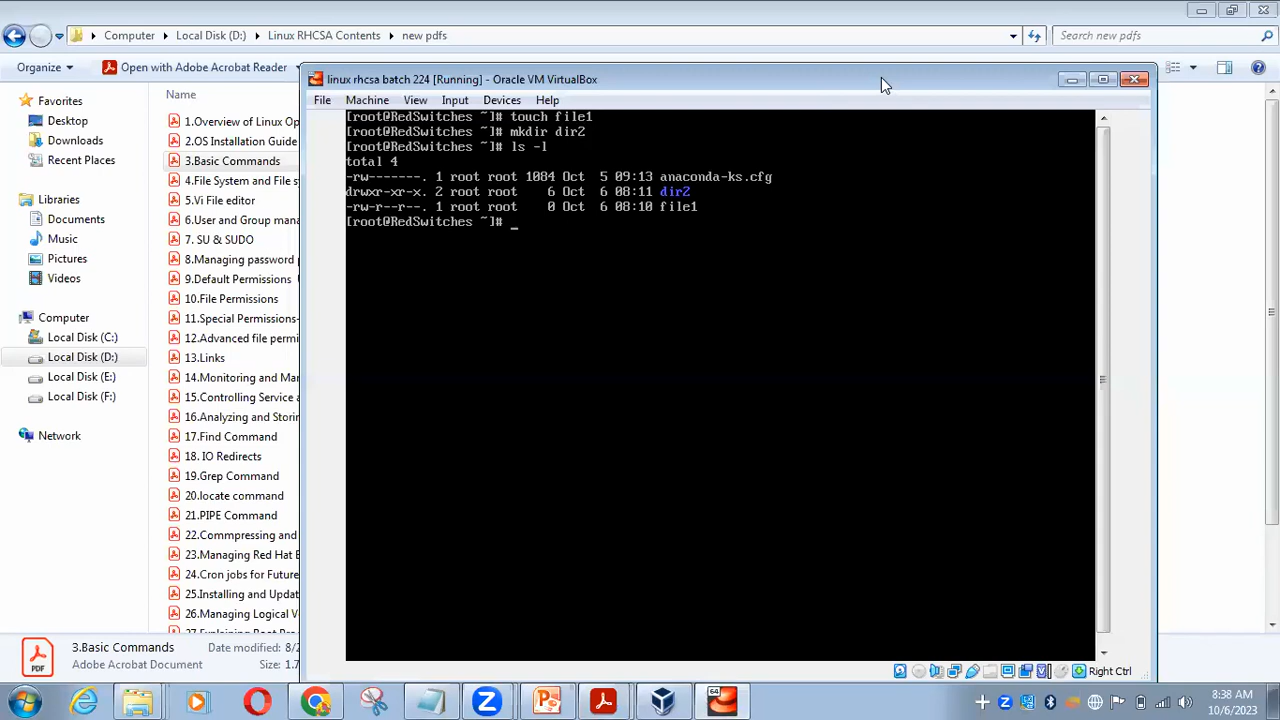 Computer ▸ Local Disk (D:) ▸ Linux RHCSA Contents ▸ new pdfs
Search new pdfs
Organize
Open with Adobe Acrobat Reader
linux rhcsa batch 224 [Running] - Oracle VM VirtualBox
File Machine View Input Devices Help
Favorites
Desktop
Downloads
Recent Places
Libraries
Documents
Music
Pictures
Videos
Computer
Local Disk (C:)
Local Disk (D:)
Local Disk (E:)
Local Disk (F:)
Network
Name
1.Overview of Linux Op
2.OS Installation Guide
3.Basic Commands
4.File System and File s
5.Vi File editor
6.User and Group mana
7. SU & SUDO
8.Managing password p
9.Default Permissions
10.File Permissions
11.Special Permissions-
12.Advanced file permi
13.Links
14.Monitoring and Mar
15.Controlling Service a
16.Analyzing and Storin
17.Find Command
18. IO Redirects
19.Grep Command
20.locate command
21.PIPE Command
22.Commpressing and
23.Managing Red Hat E
24.Cron jobs for Future
25.Installing and Updat
26.Managing Logical V
[root@RedSwitches ~]# touch file1
[root@RedSwitches ~]# mkdir dir2
[root@RedSwitches ~]# ls -l
total 4
-rw-------. 1 root root 1084 Oct  5 09:13 anaconda-ks.cfg
drwxr-xr-x. 2 root root    6 Oct  6 08:11 dir2
-rw-r--r--. 1 root root    0 Oct  6 08:10 file1
[root@RedSwitches ~]# _
Right Ctrl
3.Basic Commands
Date modified: 8/2
Adobe Acrobat Document
Size: 1.7
64
8:38 AM
10/6/2023